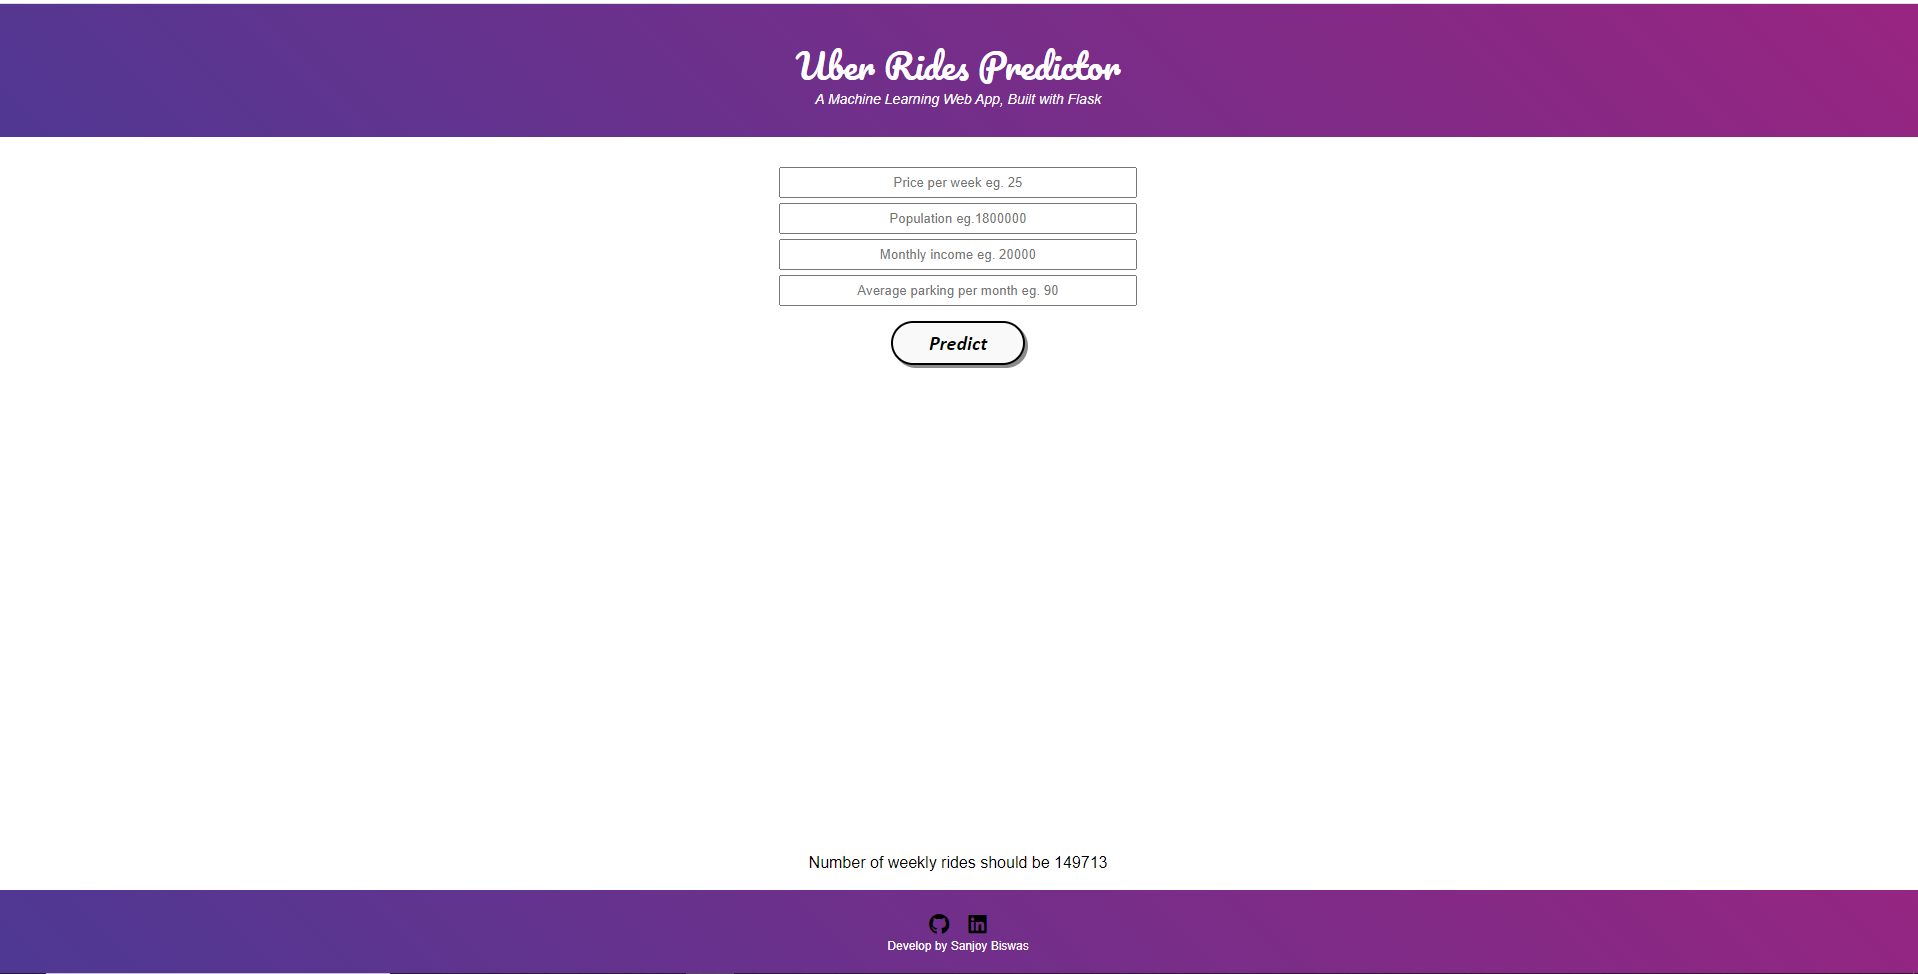 Uber Rides Predictor
A Machine Learning Web App, Built with Flask
Price per week eg. 25
Population eg.1800000
Monthly income eg. 20000
Average parking per month eg. 90
Predict
Number of weekly rides should be 149713
in
Develop by Sanjoy Biswas